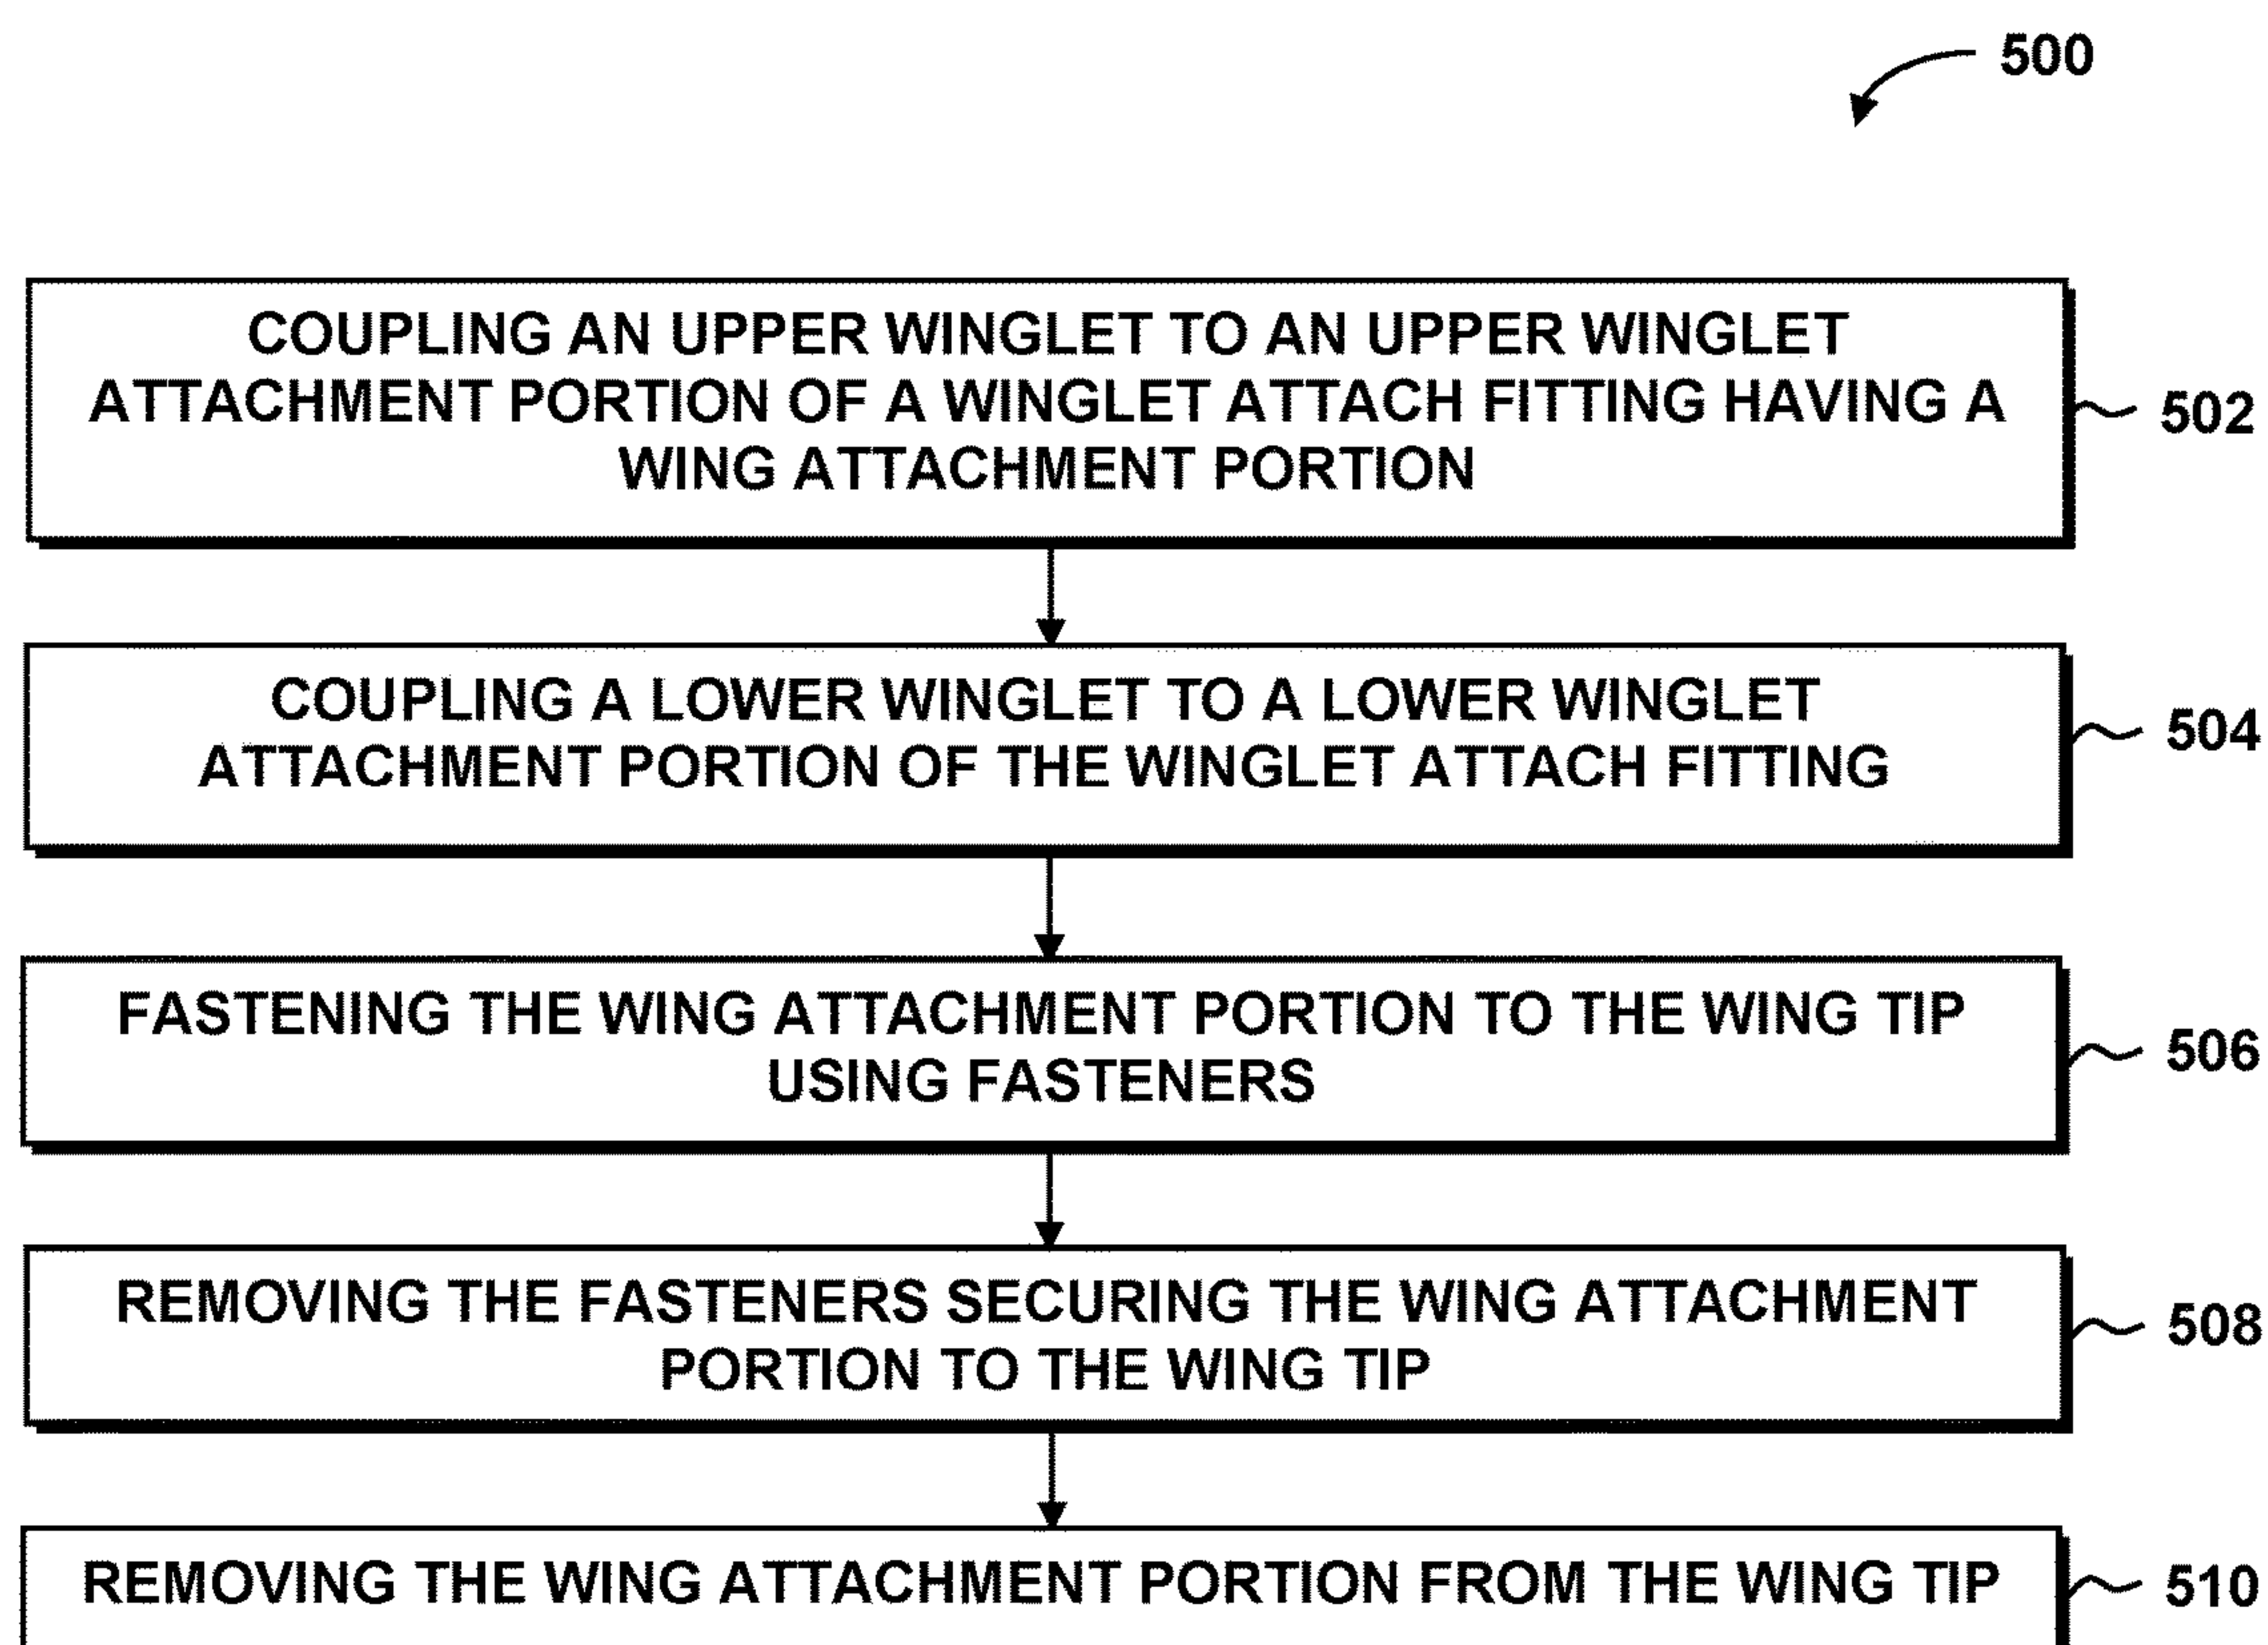 500
COUPLING AN UPPER WINGLET TO AN UPPER WINGLET
ATTACHMENT PORTION OF A WINGLET ATTACH FITTING HAVING A
WING ATTACHMENT PORTION
502
COUPLING A LOWER WINGLET TO A LOWER WINGLET
ATTACHMENT PORTION OF THE WINGLET ATTACH FITTING
504
FASTENING THE WING ATTACHMENT PORTION TO THE WING TIP
USING FASTENERS
506
REMOVING THE FASTENERS SECURING THE WING ATTACHMENT
PORTION TO THE WING TIP
508
REMOVING THE WING ATTACHMENT PORTION FROM THE WING TIP
510